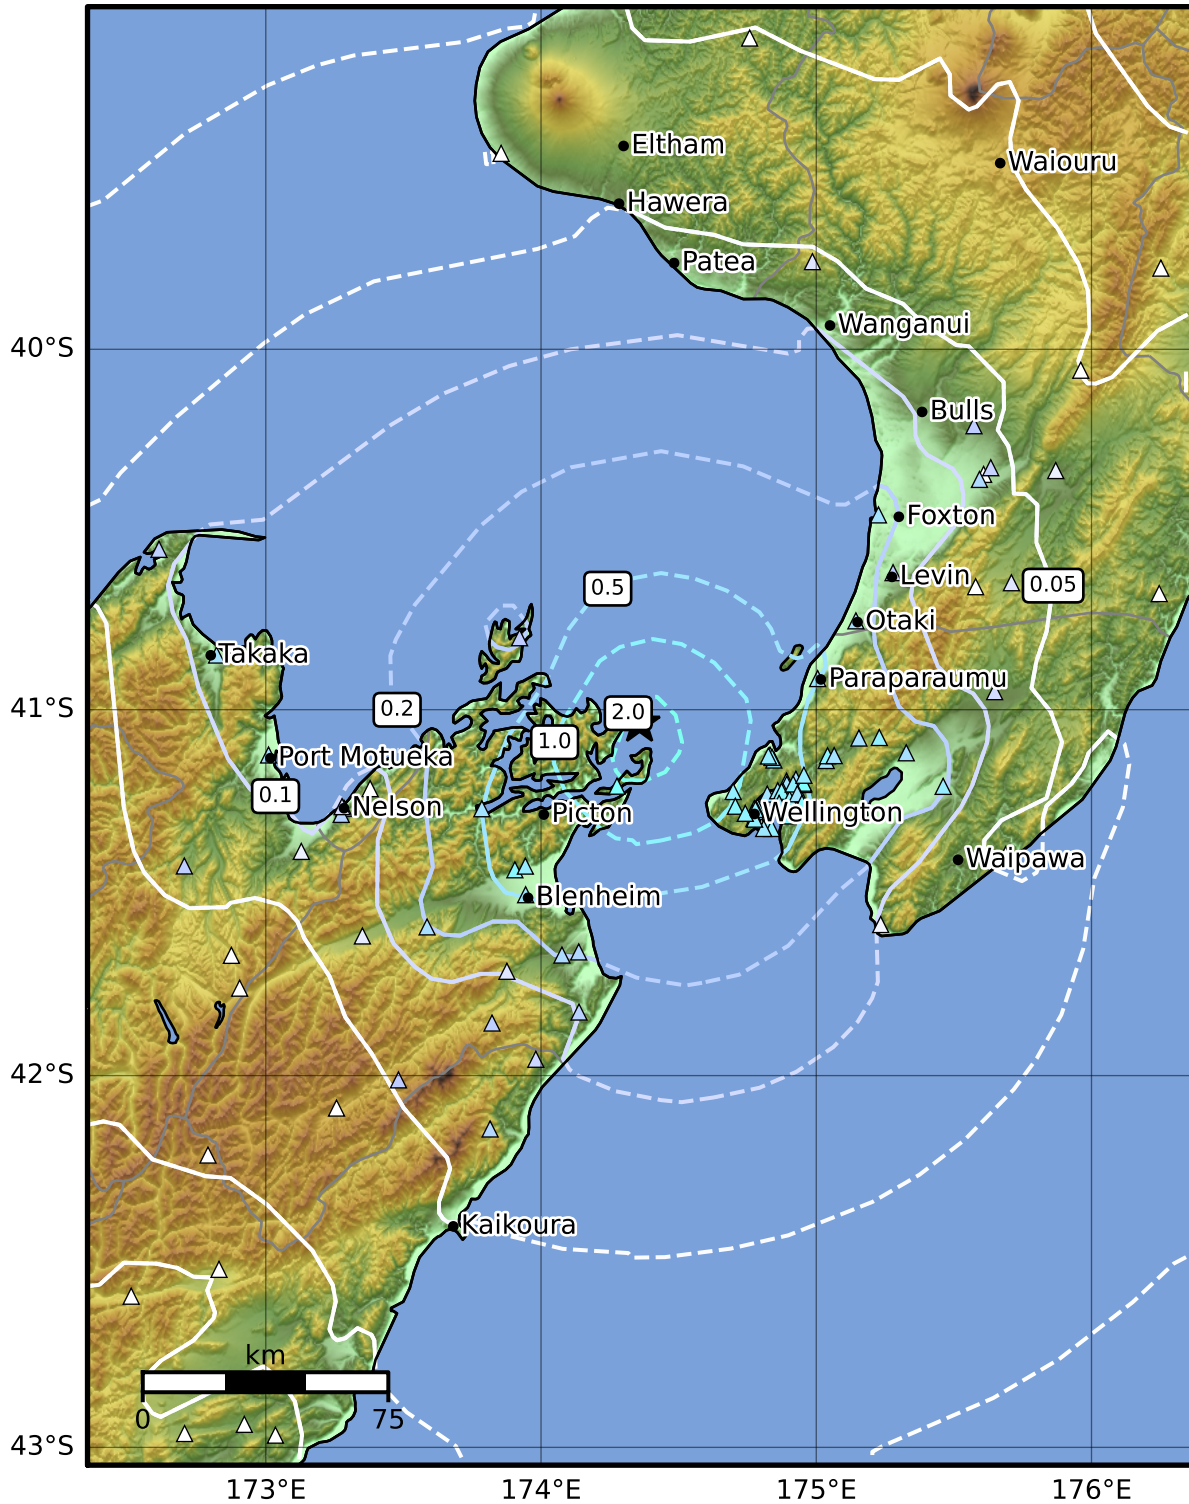 Eltham
Waiouru
Hawera
Patea
Wanganui
40°S
Bulls
Foxton
Levin
0.5
0.05
Otaki
Takaka
Paraparaumu
0.2
2.0
41°S
1.0
Port Motueka
0.1
Nelson
Picton
Wellington
Waipawa
Blenheim
42°S
Kaikoura
km
0
75
43°S
173°E
174°E
175°E
176°E